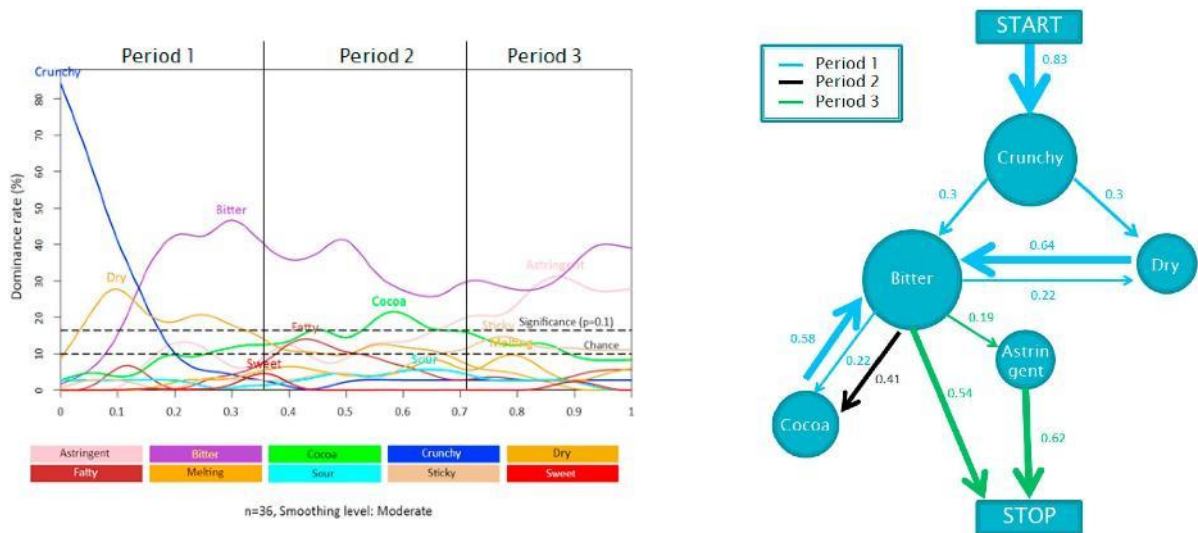 Period 1 Period 2 Period 3
Crunchy
Dominance rate (%)
80
70
60
50
40
30
20
10
0
Bitter
Dry
Astringent
Cocoa
Fatty
Sticky
Significance (p=0.1)
Melting
Chance
Sweet
Sour
0 0.1 0.2 0.3 0.4 0.5 0.6 0.7 0.8 0.9 1
Astringent Bitter Cocoa Crunchy Dry
Fatty Melting Sour Sticky Sweet
n=36, Smoothing level: Moderate
START
Period 1
Period 2
Period 3
0.83
Crunchy
0.3 0.3
0.64
Bitter
Dry
0.22
0.19
0.58
0.22
Astrin
gent
0.41
0.54
Cocoa
0.62
STOP